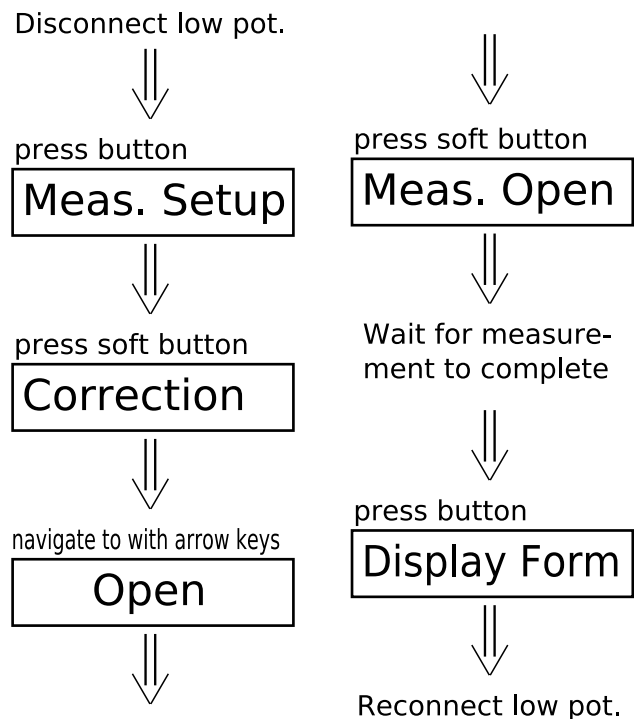 Disconnect low pot.
press button
Meas. Setup
press soft button
Correction
navigate to with arrow keys
Open
press soft button
Meas. Open
Wait for measure-
ment to complete
press button
Display Form
Reconnect low pot.